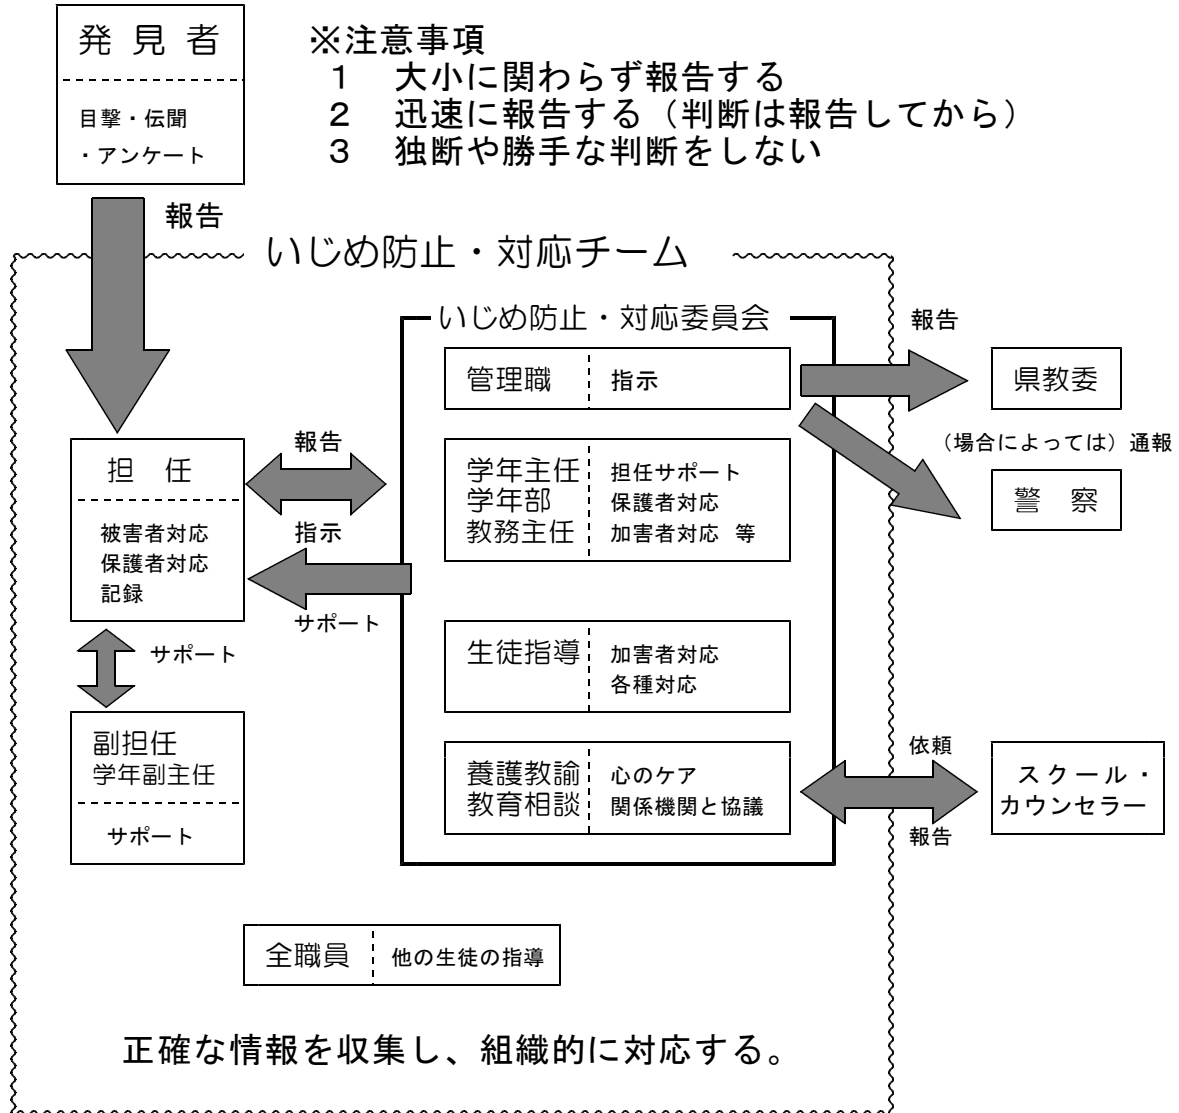 発 見 者
目撃・伝聞
・アンケート
※注意事項
1 大小に関わらず報告する
2 迅速に報告する（判断は報告してから）
3 独断や勝手な判断をしない
報告
いじめ防止・対応チーム
いじめ防止・対応委員会
管理職 指示
報告
県教委
（場合によっては）通報
警 察
担 任
被害者対応
保護者対応
記録
報告
指示
サポート
学年主任 担任サポート
学年部 保護者対応
教務主任 加害者対応 等
サポート
生徒指導 加害者対応
各種対応
副担任
学年副主任
サポート
養護教諭 心のケア
教育相談 関係機関と協議
依頼
報告
スクール・
カウンセラー
全職員 他の生徒の指導
正確な情報を収集し、組織的に対応する。